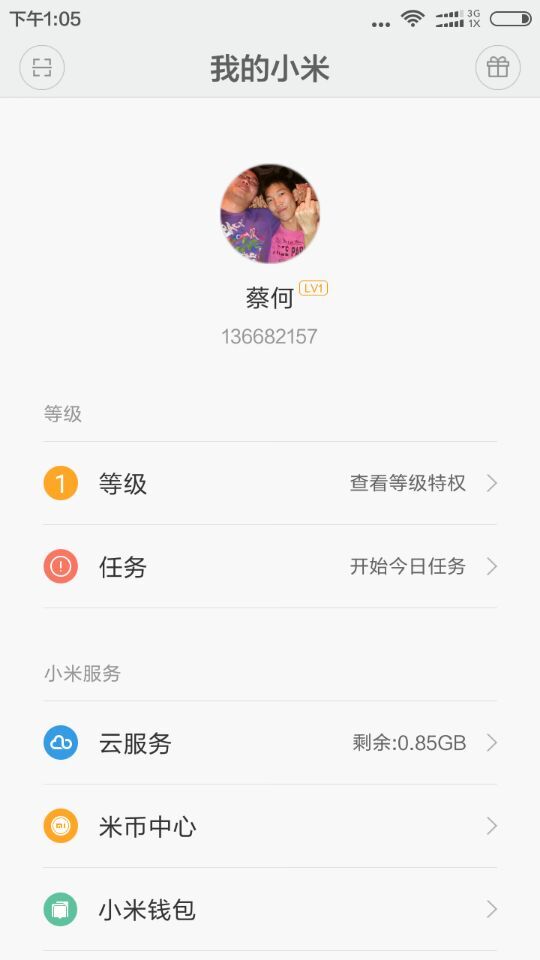 下午1:05
3G
1X
我的小米
蔡何 LV1
136682157
等级
1 等级 查看等级特权
任务 开始今日任务
小米服务
云服务 剩余:0.85GB
米币中心
小米钱包